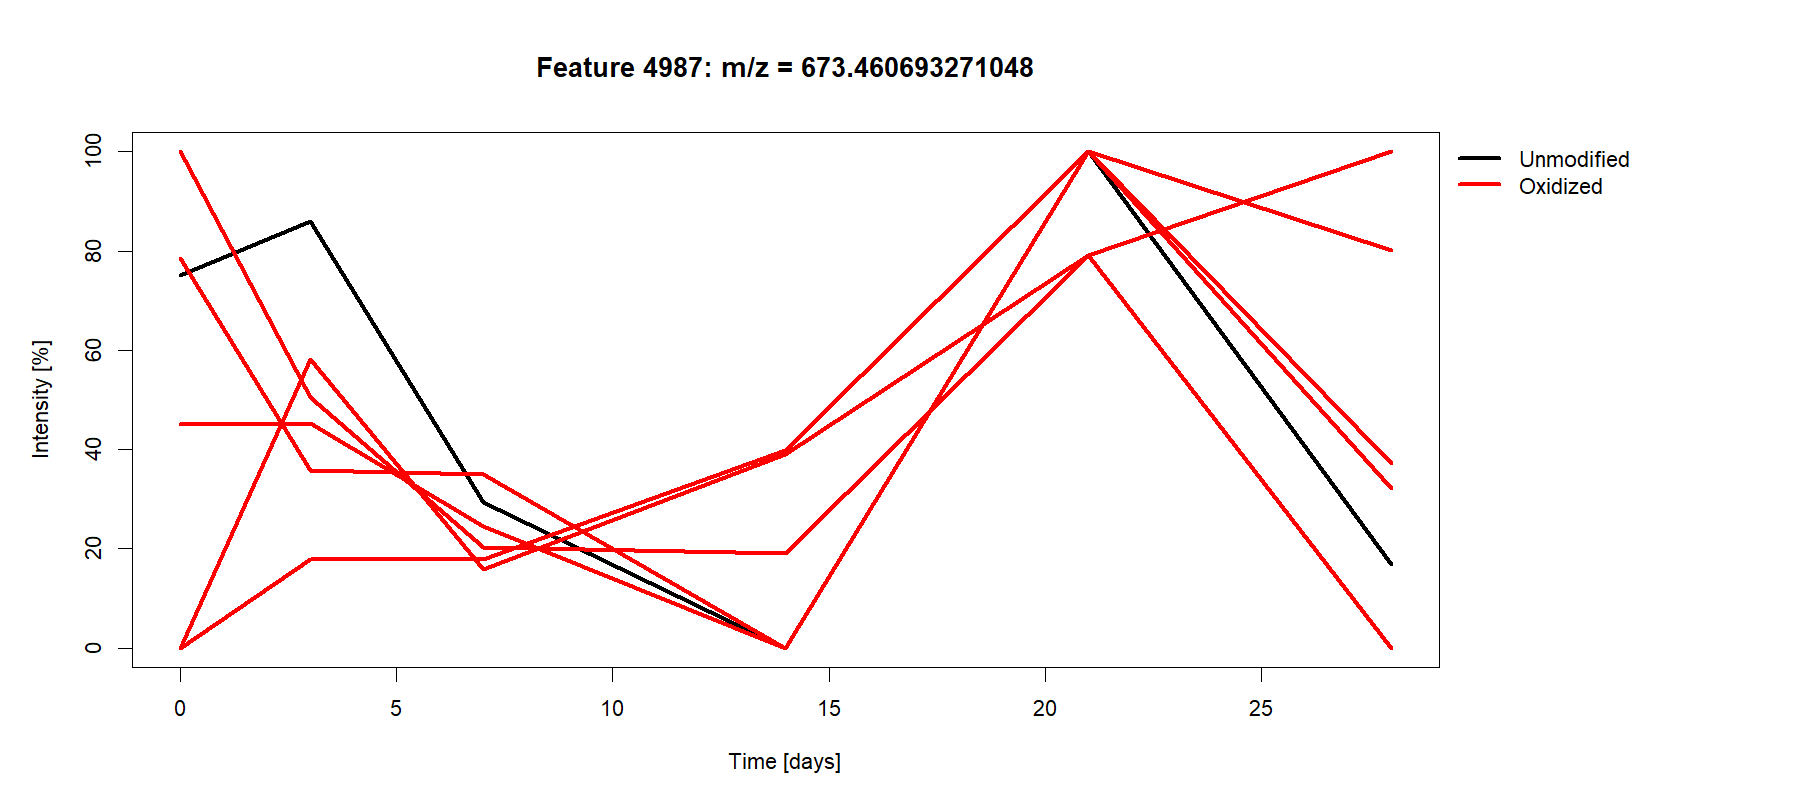 Feature 4987: m/z = 673.460693271048
Unmodified
Oxidized
Intensity [%]
100
80
60
40
20
0
0 5 10 15 20 25
Time [days]